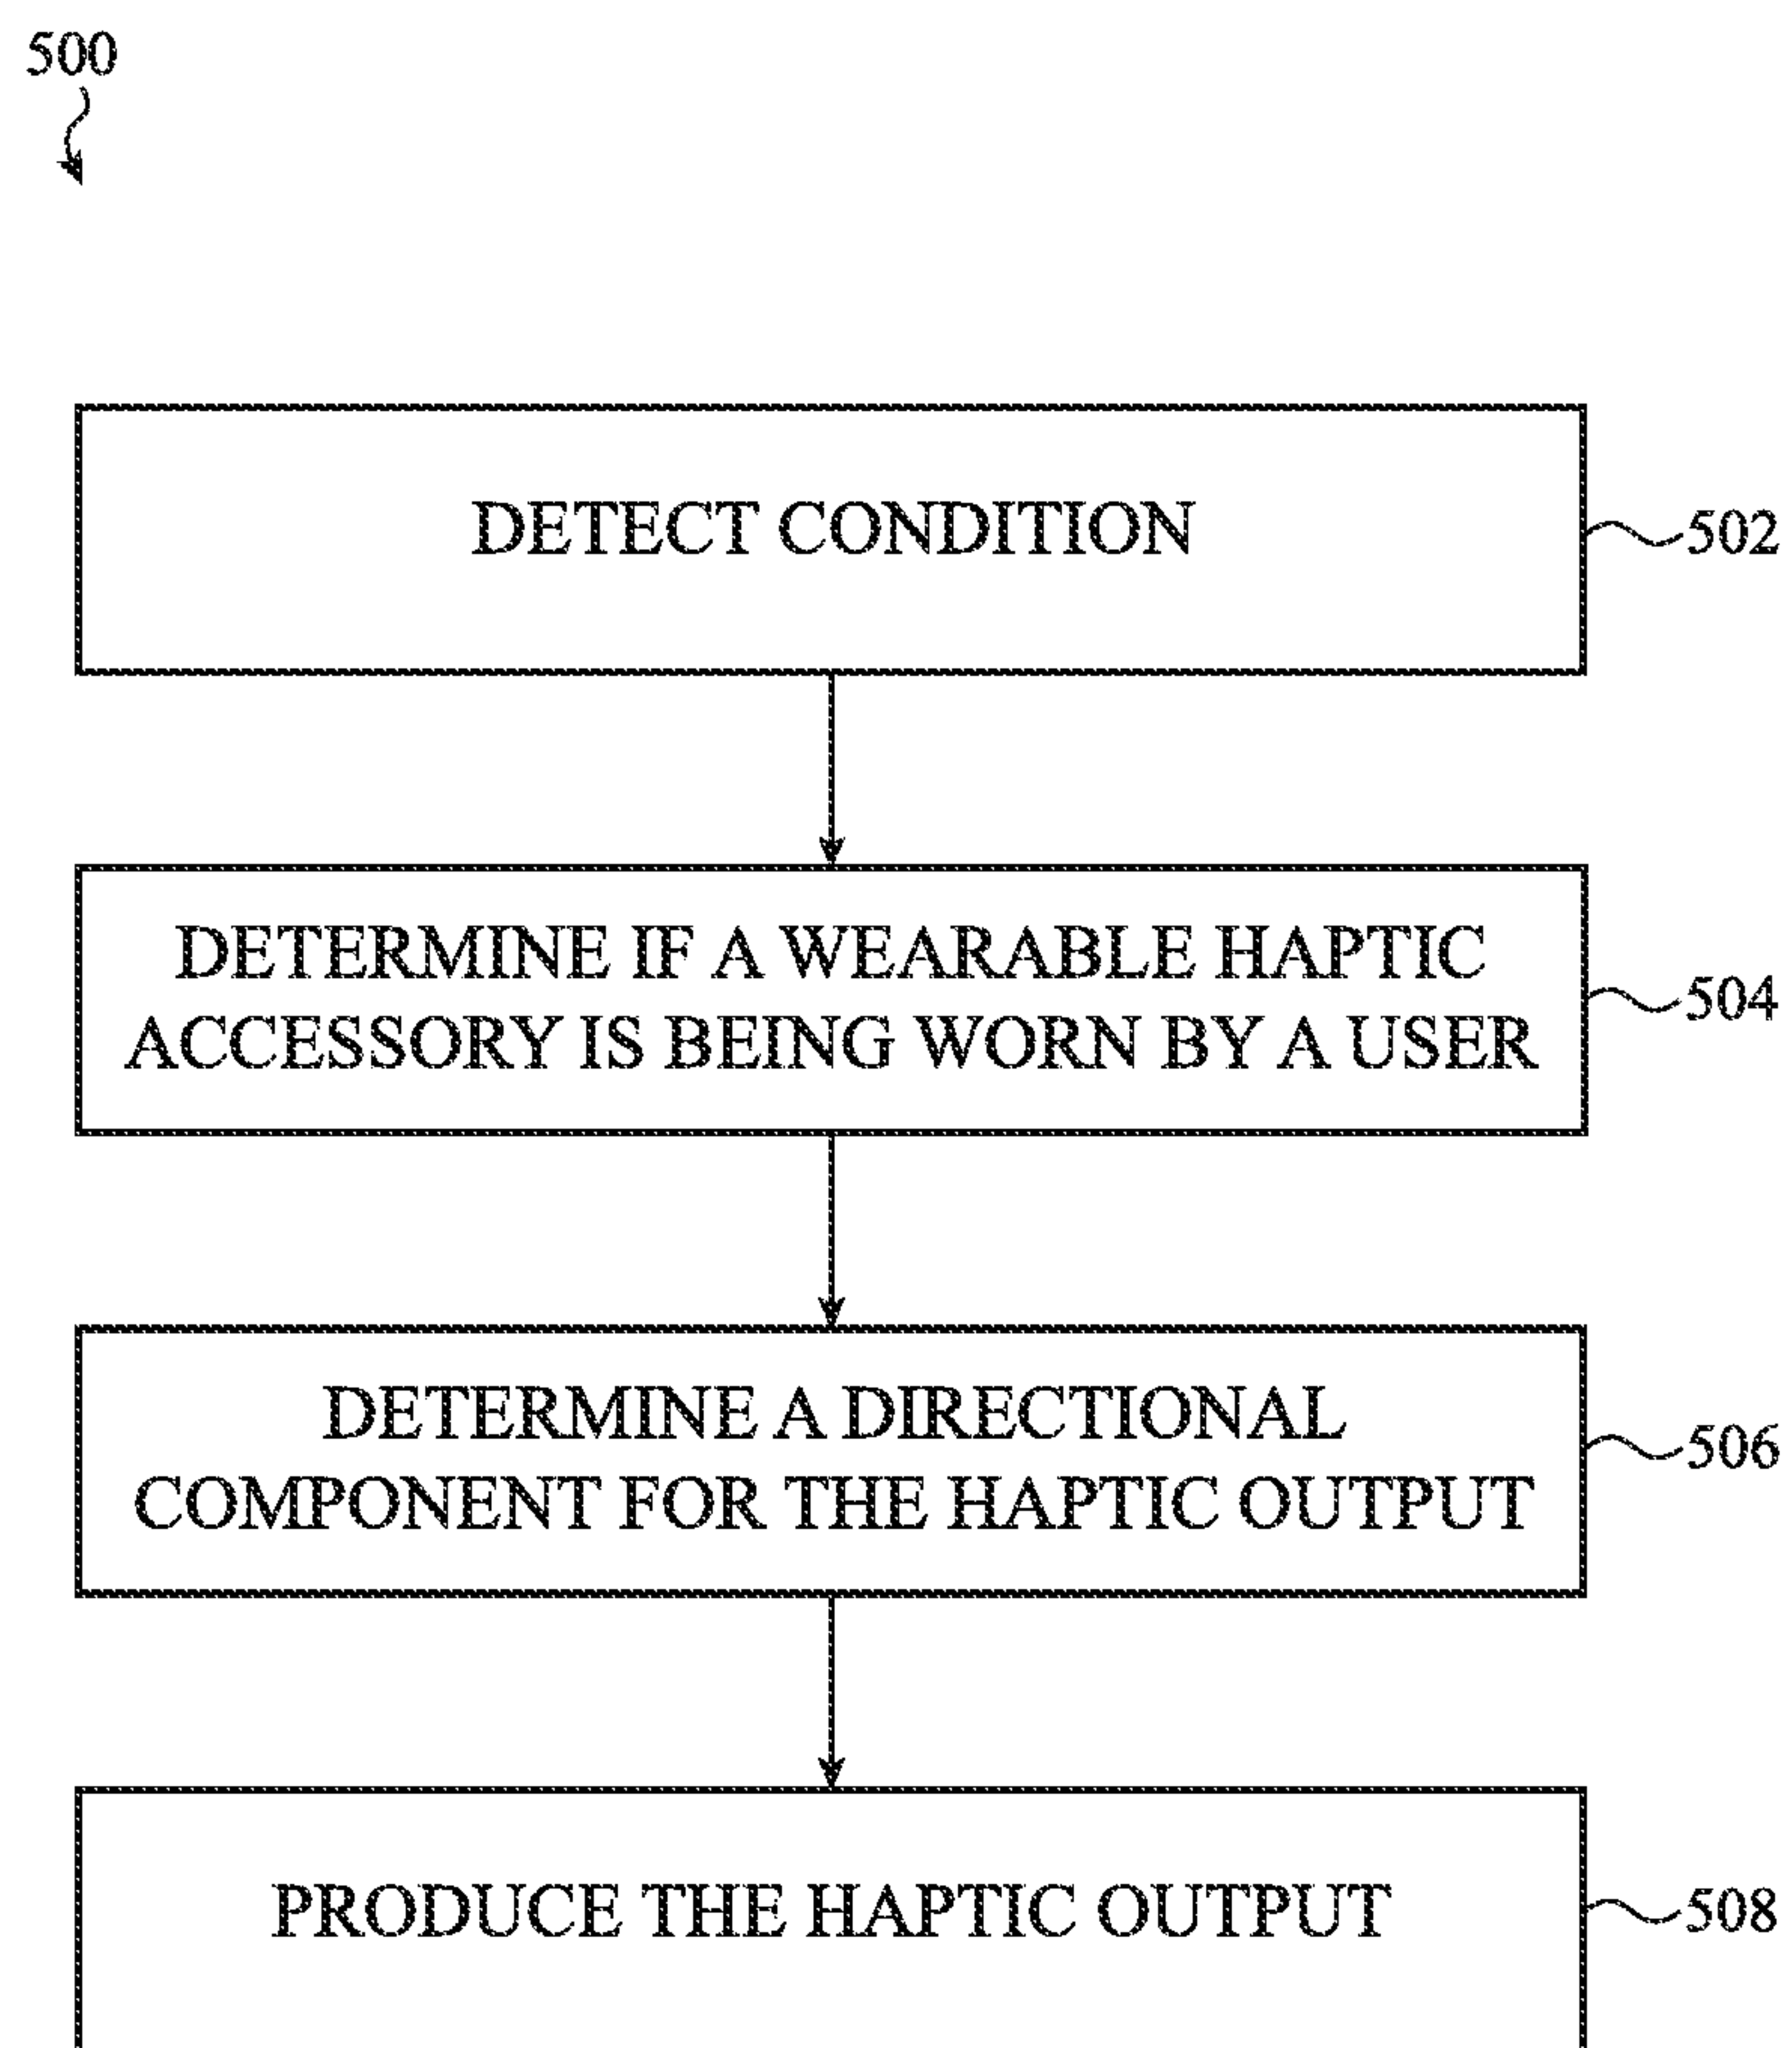 500
DETECT CONDITION
502
DETERMINE IF A WEARABLE HAPTIC
ACCESSORY IS BEING WORN BY A USER
504
DETERMINE A DIRECTIONAL
COMPONENT FOR THE HAPTIC OUTPUT
506
PRODUCE THE HAPTIC OUTPUT
508